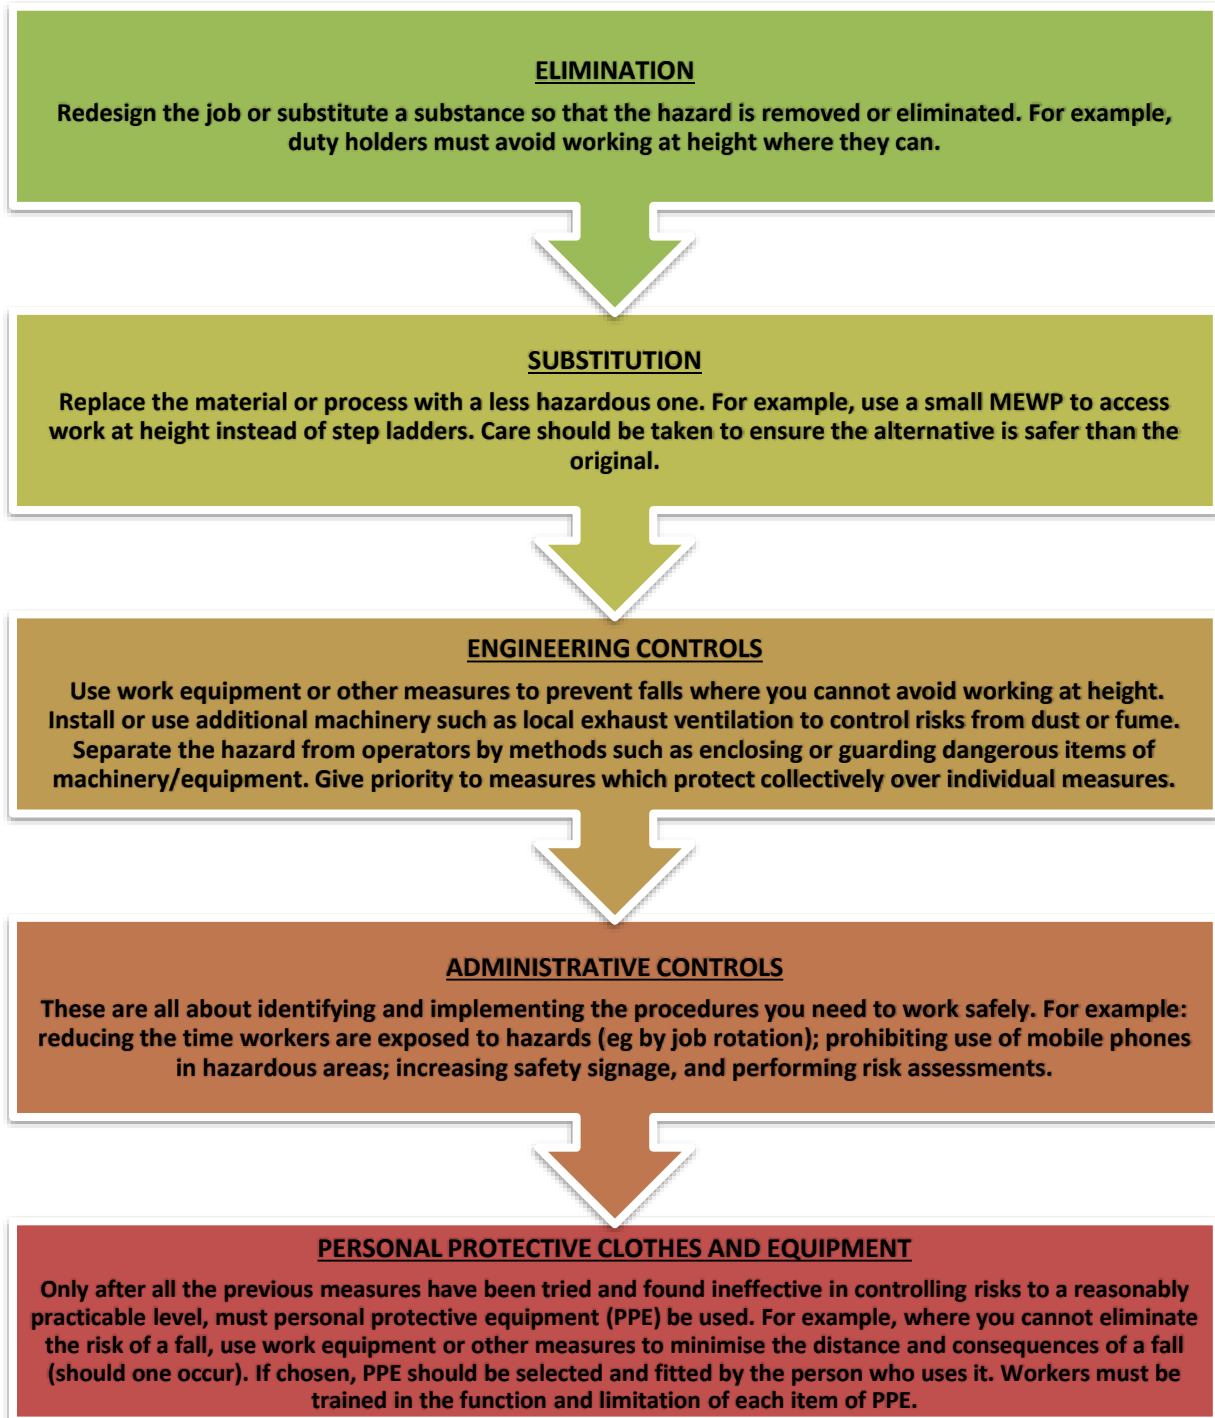 ELIMINATION
Redesign the job or substitute a substance so that the hazard is removed or eliminated. For example,
duty holders must avoid working at height where they can.
SUBSTITUTION
Replace the material or process with a less hazardous one. For example, use a small MEWP to access
work at height instead of step ladders. Care should be taken to ensure the alternative is safer than the
original.
ENGINEERING CONTROLS
Use work equipment or other measures to prevent falls where you cannot avoid working at height.
Install or use additional machinery such as local exhaust ventilation to control risks from dust or fume.
Separate the hazard from operators by methods such as enclosing or guarding dangerous items of
machinery/equipment. Give priority to measures which protect collectively over individual measures.
ADMINISTRATIVE CONTROLS
These are all about identifying and implementing the procedures you need to work safely. For example:
reducing the time workers are exposed to hazards (eg by job rotation); prohibiting use of mobile phones
in hazardous areas; increasing safety signage, and performing risk assessments.
PERSONAL PROTECTIVE CLOTHES AND EQUIPMENT
Only after all the previous measures have been tried and found ineffective in controlling risks to a reasonably
practicable level, must personal protective equipment (PPE) be used. For example, where you cannot eliminate
the risk of a fall, use work equipment or other measures to minimise the distance and consequences of a fall
(should one occur). If chosen, PPE should be selected and fitted by the person who uses it. Workers must be
trained in the function and limitation of each item of PPE.